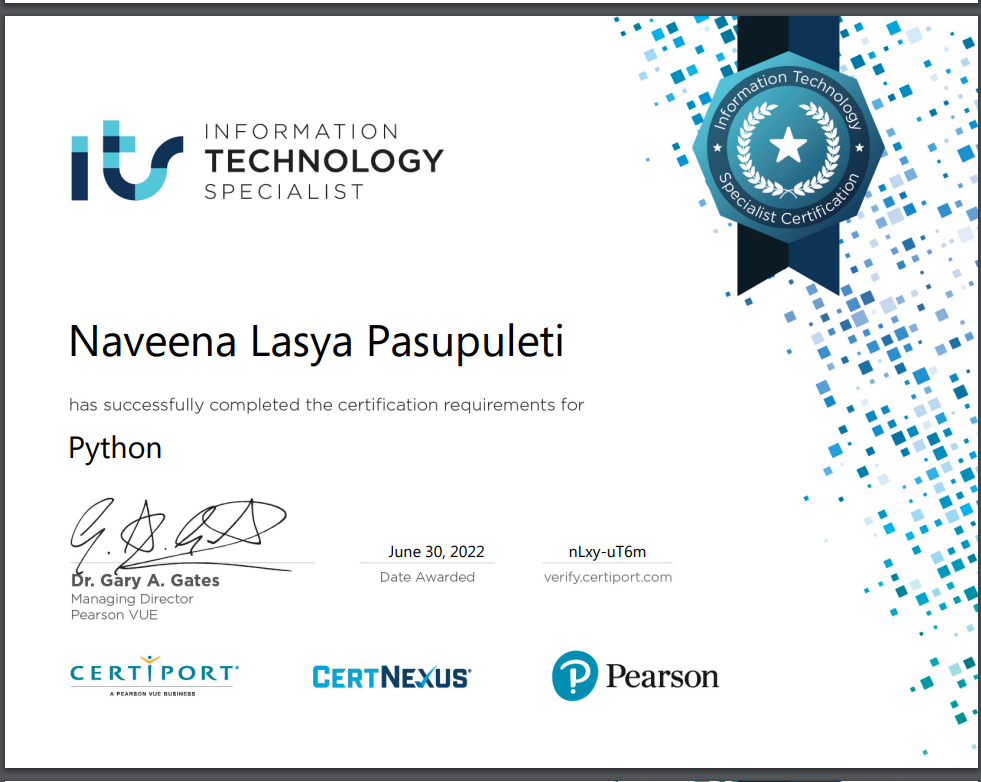 its
INFORMATION
TECHNOLOGY
SPECIALIST
Information Technology
Specialist Certification
Naveena Lasya Pasupuleti
has successfully completed the certification requirements for
Python
Dr. Gary A. Gates
Managing Director
Pearson VUE
June 30, 2022
Date Awarded
nLxy-uT6m
verify.certiport.com
CERTIPORT®
A PEARSON VUE BUSINESS
CERTNEXUS®
P Pearson